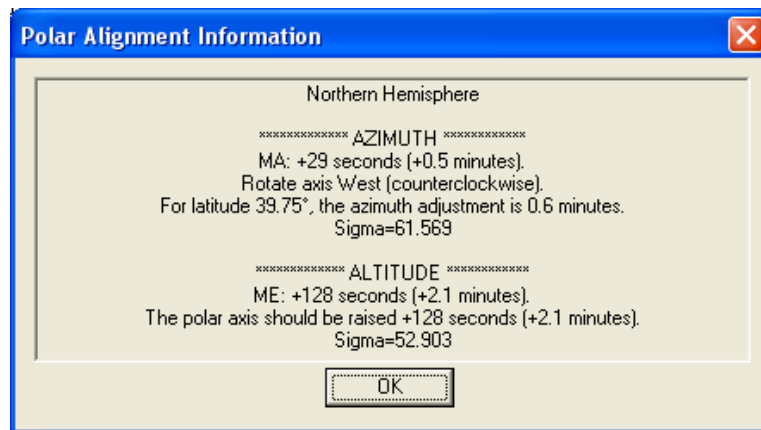 Polar Alignment Information
Northern Hemisphere
************* AZIMUTH ************
MA: +29 seconds (+0.5 minutes).
Rotate axis West (counterclockwise).
For latitude 39.75°, the azimuth adjustment is 0.6 minutes.
Sigma=61.569
************* ALTITUDE ************
ME: +128 seconds (+2.1 minutes).
The polar axis should be raised +128 seconds (+2.1 minutes).
Sigma=52.903
OK